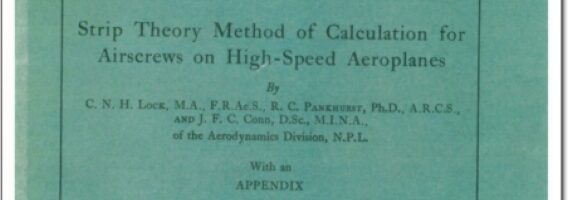 Strip Theory Method of Calculation for
Airscrews on High-Speed Aeroplanes
By
C. N. H. Lock, M.A., F.R.Ae.S., R. C. Pankhurst, Ph.D., A.R.C.S.,
and J. F. C. Conn, D.Sc., M.I.N.A.,
of the Aerodynamics Division, N.P.L.
With an
APPENDIX